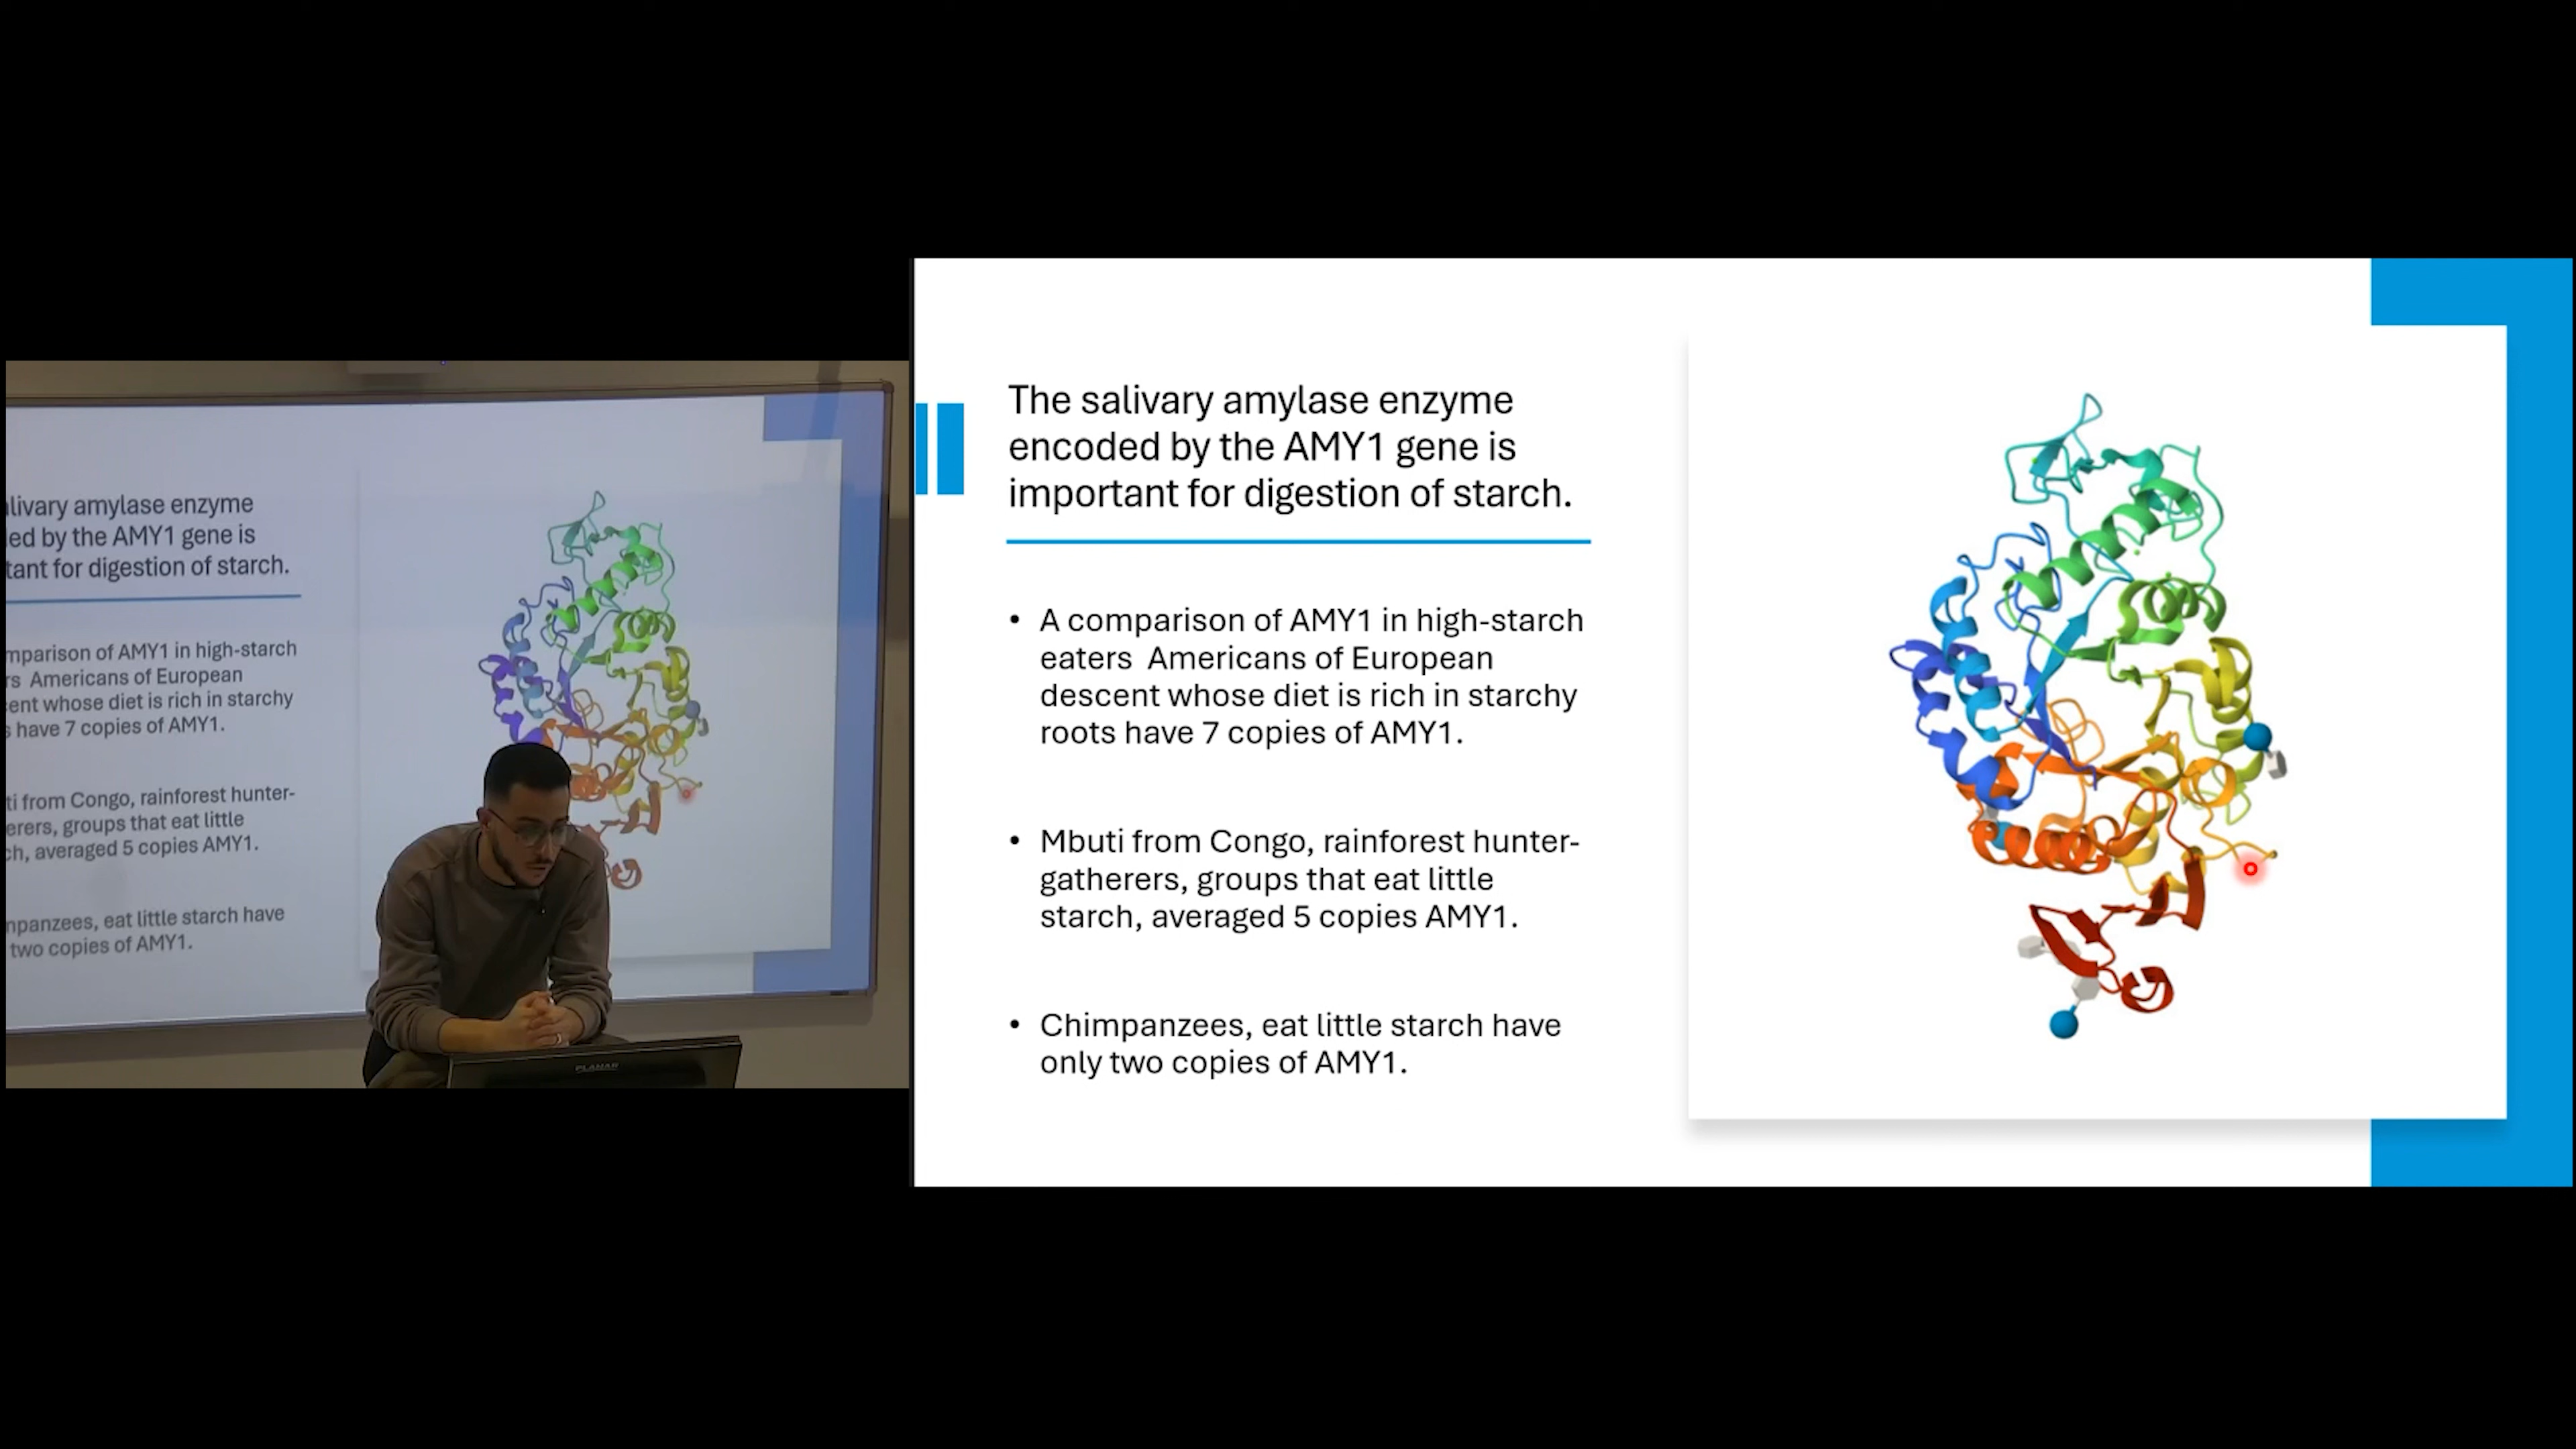 alivary amylase enzyme
ed by the AMY1 gene is
tant for digestion of starch.
mparison of AMY1 in high-starch
rs Americans of European
cent whose diet is rich in starchy
s have 7 copies of AMY1.
ti from Congo, rainforest hunter-
erers, groups that eat little
ch, averaged 5 copies AMY1.
npanzees, eat little starch have
two copies of AMY1.
PLANAR
The salivary amylase enzyme
encoded by the AMY1 gene is
important for digestion of starch.
• A comparison of AMY1 in high-starch
eaters  Americans of European
descent whose diet is rich in starchy
roots have 7 copies of AMY1.
• Mbuti from Congo, rainforest hunter-
gatherers, groups that eat little
starch, averaged 5 copies AMY1.
• Chimpanzees, eat little starch have
only two copies of AMY1.